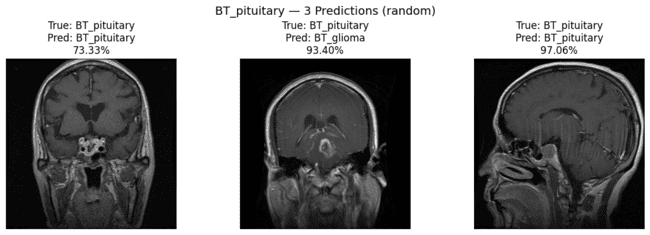 BT_pituitary — 3 Predictions (random)
True: BT_pituitary
Pred: BT_pituitary
73.33%
True: BT_pituitary
Pred: BT_glioma
93.40%
True: BT_pituitary
Pred: BT_pituitary
97.06%